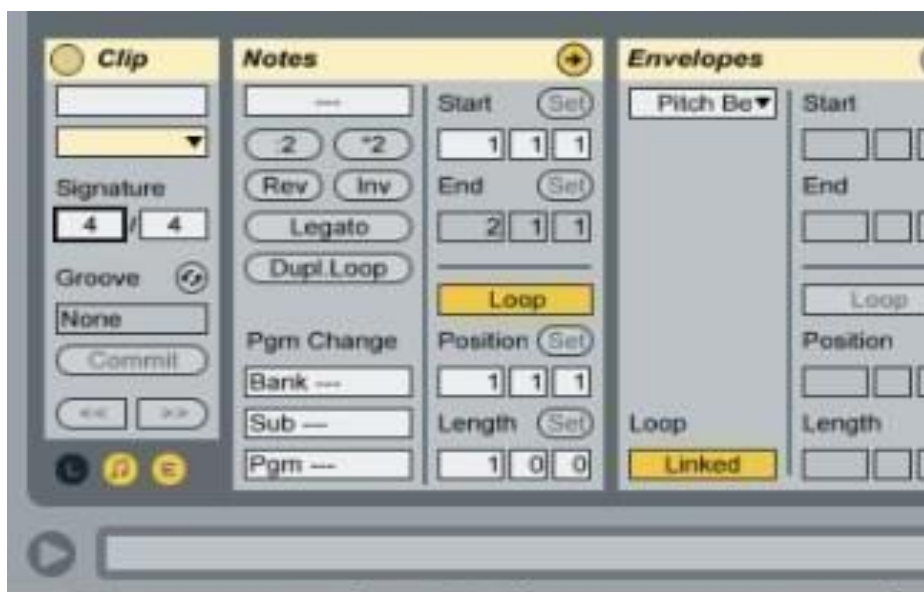 Clip
Signature
4 / 4
Groove
None
Commit
<< >>
Notes
---
:2 *2
Rev Inv
Legato
Dupl.Loop
Pgm Change
Bank ---
Sub ---
Pgm ---
Start Set
1 1 1
End Set
2 1 1
Loop
Position Set
1 1 1
Length Set
1 0 0
Envelopes
Pitch Be
Loop
Linked
Start
End
Loop
Position
Length